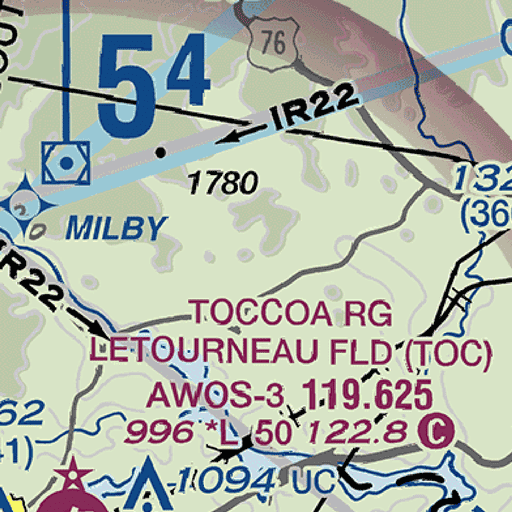 76
5⁴
IR22
1780
132
(36
MILBY
IR22
TOCCOA RG
LETOURNEAU FLD (TOC)
AWOS-3 119.625
996 *L 50 122.8 C
62
1)
1094 UC